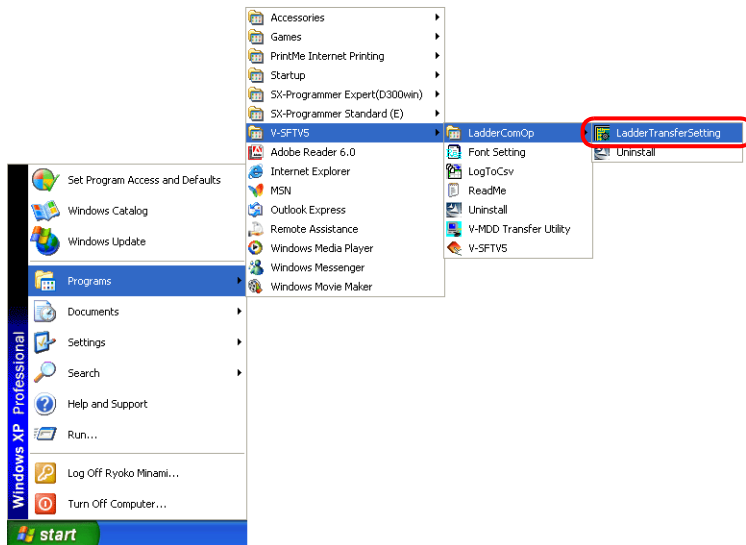 Accessories
Games
PrintMe Internet Printing
Startup
SX-Programmer Expert(D300win)
SX-Programmer Standard (E)
V-SFTV5
Adobe Reader 6.0
Internet Explorer
MSN
Outlook Express
Remote Assistance
Windows Media Player
Windows Messenger
Windows Movie Maker
LadderComOp
Font Setting
LogToCsv
ReadMe
Uninstall
V-MDD Transfer Utility
V-SFTV5
LadderTransferSetting
Uninstall
Set Program Access and Defaults
Windows Catalog
Windows Update
Programs
Documents
Settings
Search
Help and Support
Run...
Log Off Ryoko Minami...
Turn Off Computer...
Windows XP Professional
start